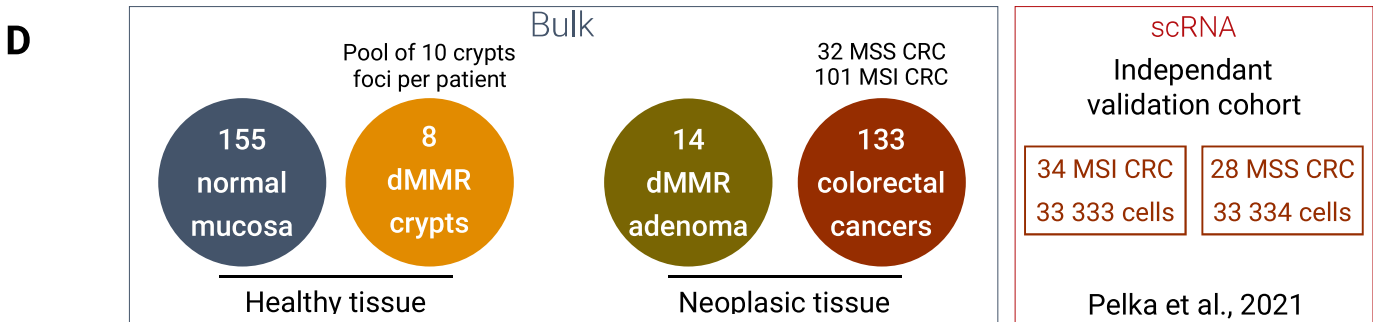 D
Bulk
Pool of 10 crypts
foci per patient
32 MSS CRC
101 MSI CRC
155
normal
mucosa
8
dMMR
crypts
14
dMMR
adenoma
133
colorectal
cancers
Healthy tissue
Neoplasic tissue
scRNA
Independant
validation cohort
34 MSI CRC
33 333 cells
28 MSS CRC
33 334 cells
Pelka et al., 2021